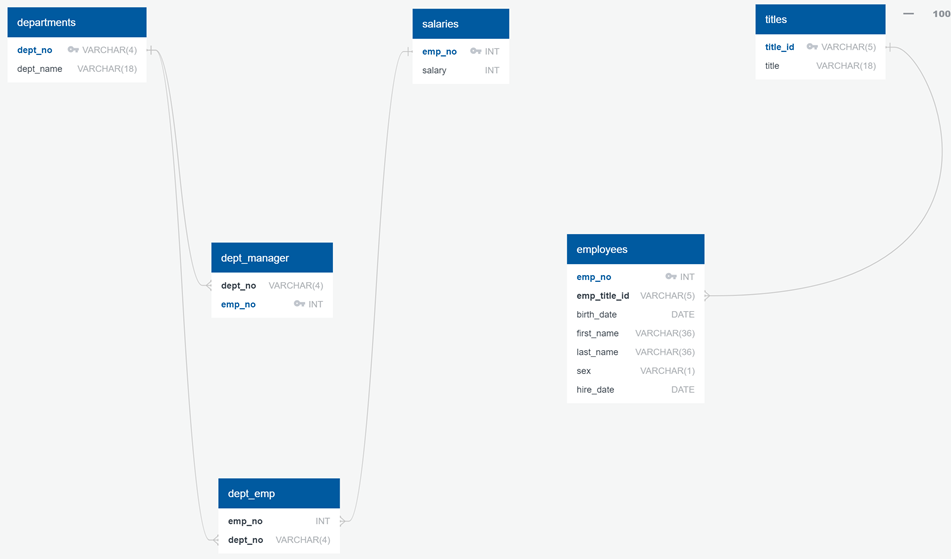 departments
dept_no VARCHAR(4)
dept_name VARCHAR(18)
salaries
emp_no INT
salary INT
titles
title_id VARCHAR(5)
title VARCHAR(18)
100
dept_manager
dept_no VARCHAR(4)
emp_no INT
employees
emp_no INT
emp_title_id VARCHAR(5)
birth_date DATE
first_name VARCHAR(36)
last_name VARCHAR(36)
sex VARCHAR(1)
hire_date DATE
dept_emp
emp_no INT
dept_no VARCHAR(4)